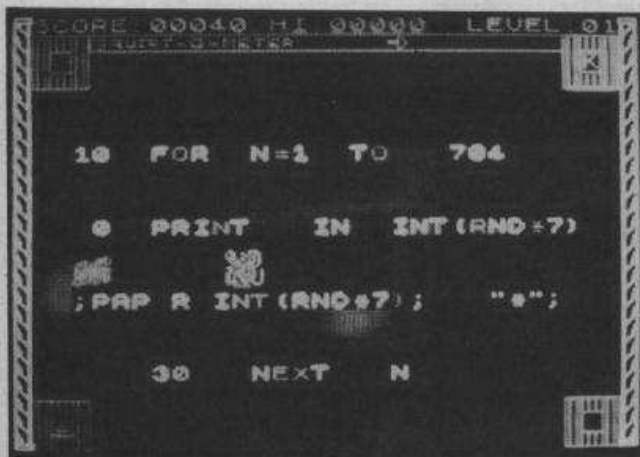 SCORE 00040 HI 00000 LEVEL 01
10 FOR N=1 TO 704
0 PRINT IN INT(RND*7)
;PAP R INT(RND*7); "*";
30 NEXT N